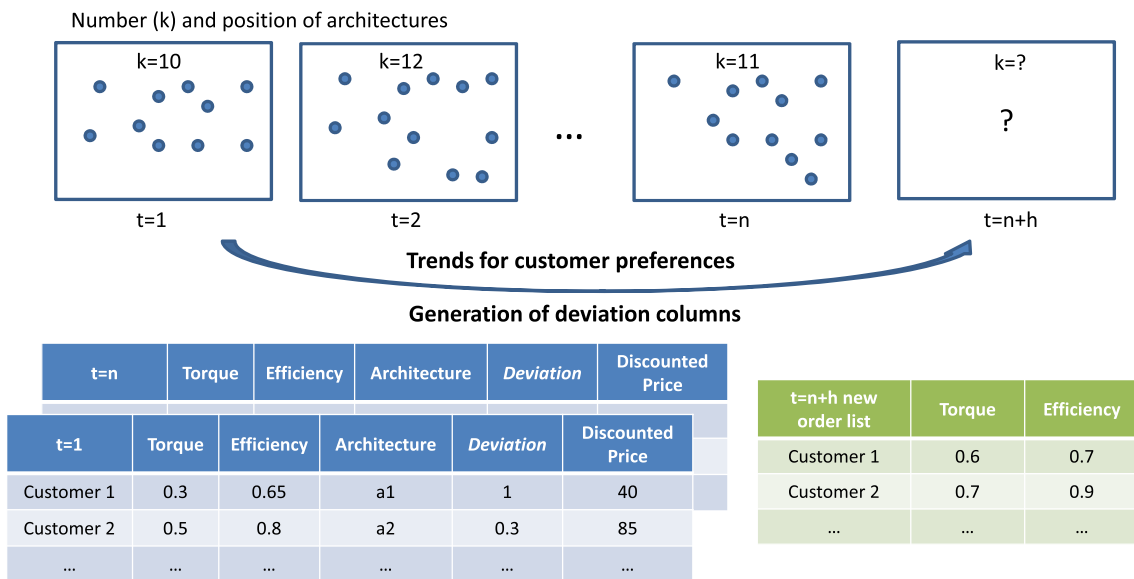 Number (k) and position of architectures
k=10
k=12
k=11
k=?
...
?
t=1
t=2
t=n
t=n+h
Trends for customer preferences
Generation of deviation columns
t=n Torque Efficiency Architecture Deviation Discounted
Price
t=1 Torque Efficiency Architecture Deviation Discounted
Price
Customer 1 0.3 0.65 a1 1 40
Customer 2 0.5 0.8 a2 0.3 85
... ... ... ... ... ...
t=n+h new
order list Torque Efficiency
Customer 1 0.6 0.7
Customer 2 0.7 0.9
... ... ...